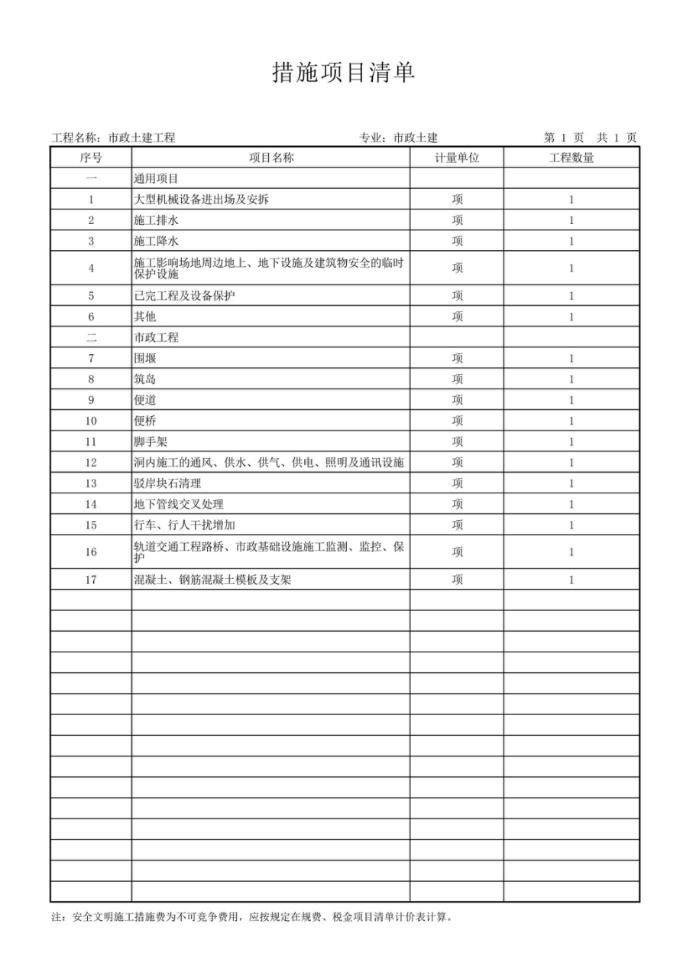 措施项目清单
工程名称：市政土建工程 专业：市政土建 第 1 页 共 1 页
序号 项目名称 计量单位 工程数量
一 通用项目
1 大型机械设备进出场及安拆 项 1
2 施工排水 项 1
3 施工降水 项 1
4 施工影响场地周边地上、地下设施及建筑物安全的临时 项 1
保护设施
5 已完工程及设备保护 项 1
6 其他 项 1
二 市政工程
7 围堰 项 1
8 筑岛 项 1
9 便道 项 1
10 便桥 项 1
11 脚手架 项 1
12 洞内施工的通风、供水、供气、供电、照明及通讯设施 项 1
13 驳岸块石清理 项 1
14 地下管线交叉处理 项 1
15 行车、行人干扰增加 项 1
16 轨道交通工程路桥、市政基础设施施工监测、监控、保 项 1
护
17 混凝土、钢筋混凝土模板及支架 项 1
注：安全文明施工措施费为不可竞争费用，应按规定在规费、税金项目清单计价表计算。